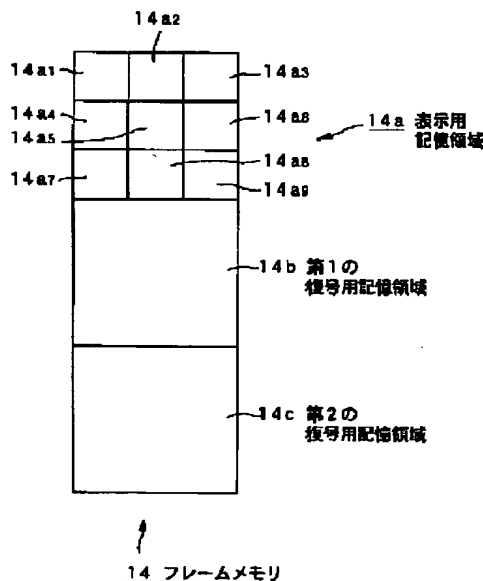 14a2
14a1
14a3
14a4
14a6
14a5
14a 表示用
記憶領域
14a8
14a7
14a9
14b 第1の
復号用記憶領域
14c 第2の
復号用記憶領域
14 フレームメモリ